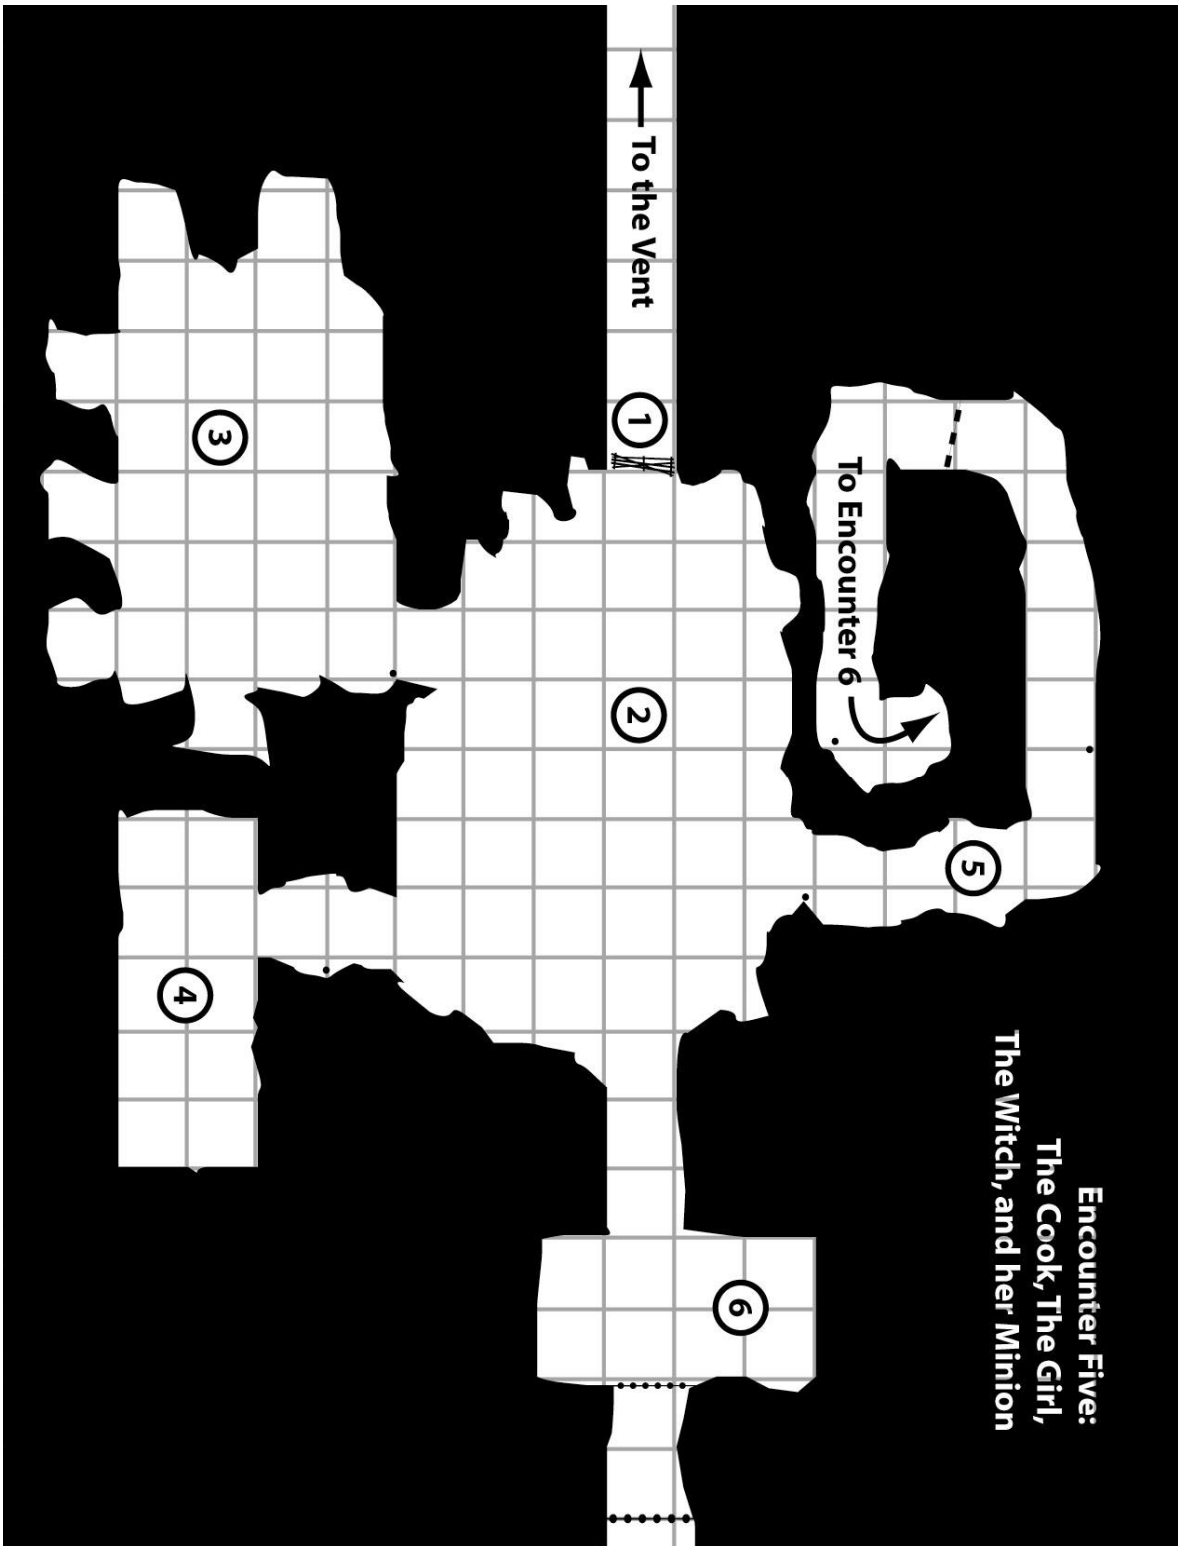 Encounter Five:
The Cook, The Girl,
The Witch, and her Minion
To the Vent
1
2
3
4
5
6
To Encounter 6